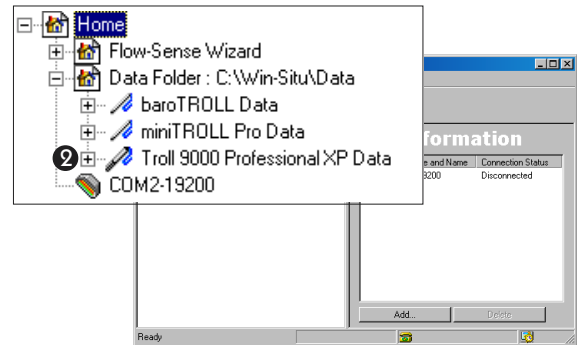 Home
Flow-Sense Wizard
Data Folder : C:\Win-Situ\Data
baroTROLL Data
miniTROLL Pro Data
2 Troll 9000 Professional XP Data
COM2-19200
formation
e and Name Connection Status
9200 Disconnected
Add... Delete
Ready